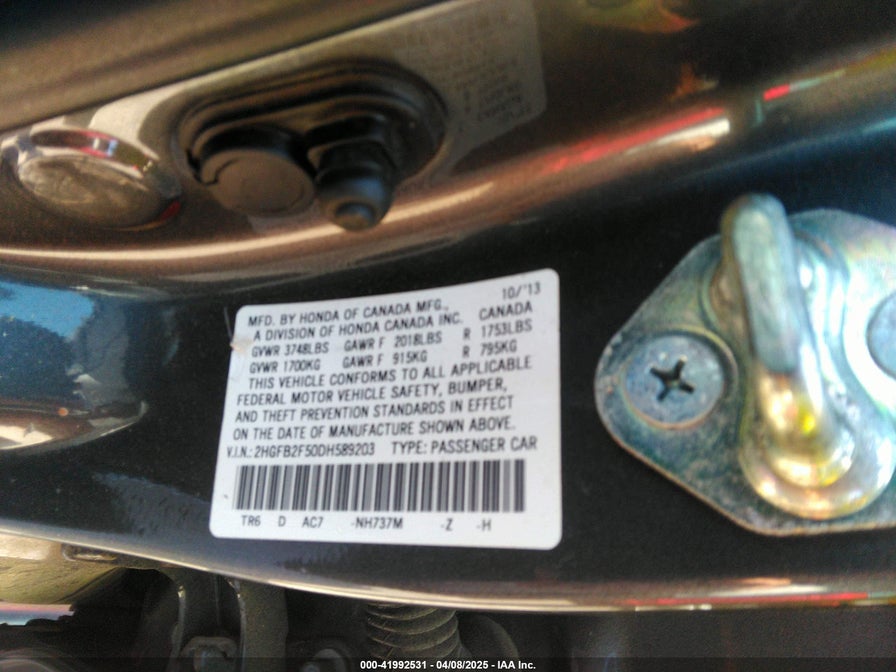 10/'13
MFD. BY HONDA OF CANADA MFG.,
A DIVISION OF HONDA CANADA INC. CANADA
GVWR 3748LBS GAWR F 2018LBS R 1753LBS
GVWR 1700KG GAWR F 915KG R 795KG
THIS VEHICLE CONFORMS TO ALL APPLICABLE
FEDERAL MOTOR VEHICLE SAFETY, BUMPER,
AND THEFT PREVENTION STANDARDS IN EFFECT
ON THE DATE OF MANUFACTURE SHOWN ABOVE.
V.I.N.: 2HGFB2F50DH589203 TYPE: PASSENGER CAR
TR6 D AC7 -NH737M -Z -H
000-41992531 - 04/08/2025 - IAA Inc.